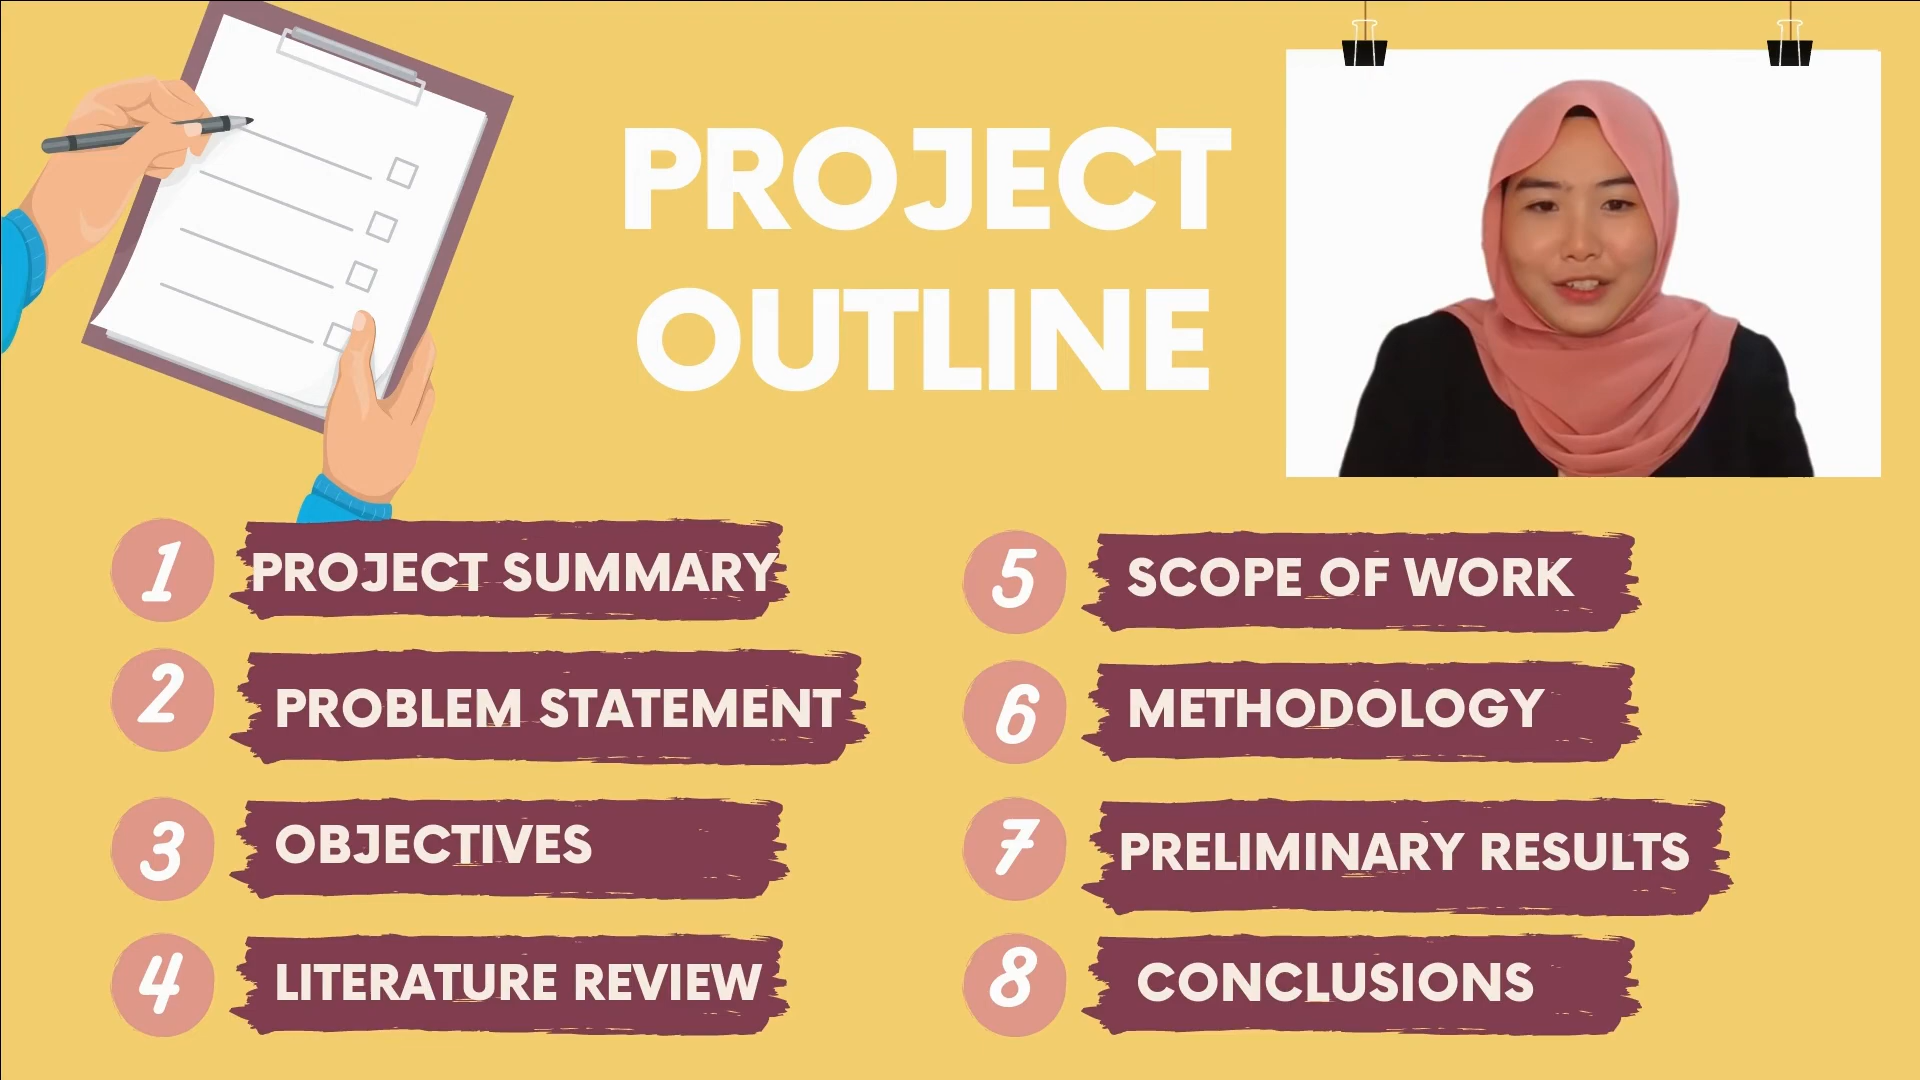 PROJECT
OUTLINE
1 PROJECT SUMMARY
2 PROBLEM STATEMENT
3 OBJECTIVES
4 LITERATURE REVIEW
5 SCOPE OF WORK
6 METHODOLOGY
7 PRELIMINARY RESULTS
8 CONCLUSIONS